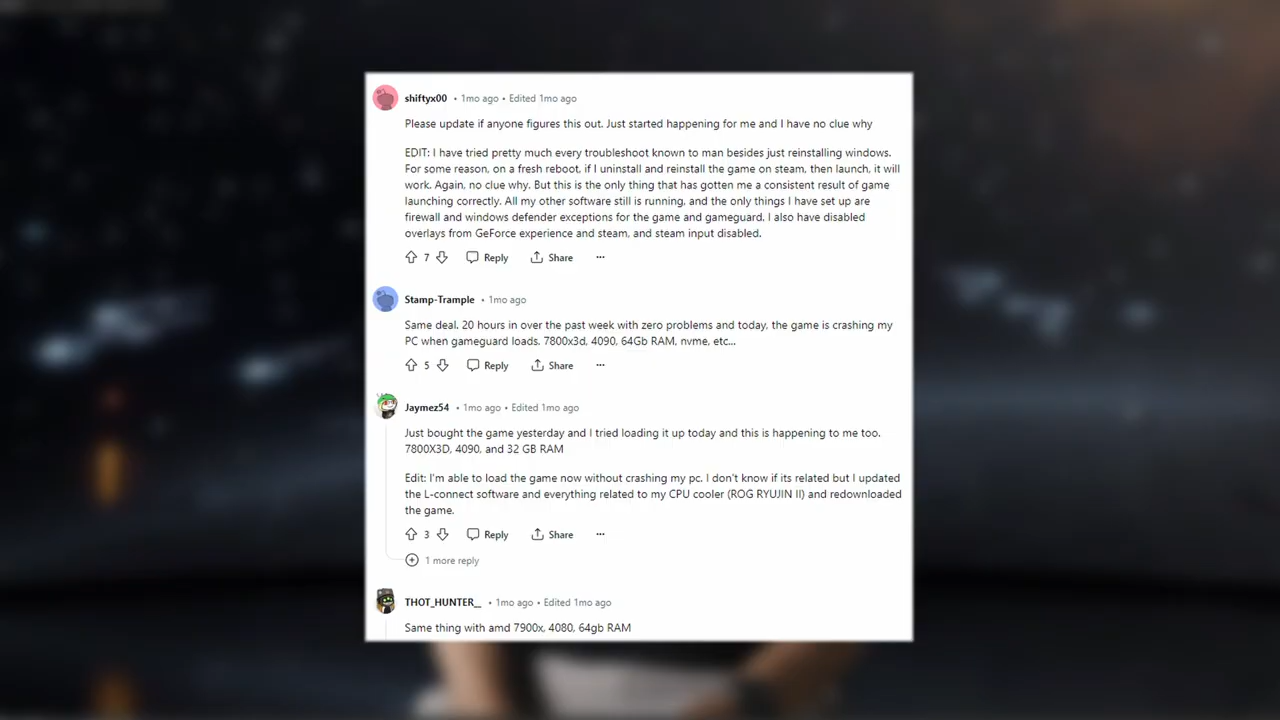 shiftyx00 • 1mo ago • Edited 1mo ago
Please update if anyone figures this out. Just started happening for me and I have no clue why
EDIT: I have tried pretty much every troubleshoot known to man besides just reinstalling windows.
For some reason, on a fresh reboot, if I uninstall and reinstall the game on steam, then launch, it will
work. Again, no clue why. But this is the only thing that has gotten me a consistent result of game
launching correctly. All my other software still is running, and the only things I have set up are
firewall and windows defender exceptions for the game and gameguard. I also have disabled
overlays from GeForce experience and steam, and steam input disabled.
7 Reply Share ...
Stamp-Trample • 1mo ago
Same deal. 20 hours in over the past week with zero problems and today, the game is crashing my
PC when gameguard loads. 7800x3d, 4090, 64Gb RAM, nvme, etc...
5 Reply Share ...
Jaymez54 • 1mo ago • Edited 1mo ago
Just bought the game yesterday and I tried loading it up today and this is happening to me too.
7800X3D, 4090, and 32 GB RAM
Edit: I'm able to load the game now without crashing my pc. I don't know if its related but I updated
the L-connect software and everything related to my CPU cooler (ROG RYUJIN II) and redownloaded
the game.
3 Reply Share ...
1 more reply
THOT_HUNTER__ • 1mo ago • Edited 1mo ago
Same thing with amd 7900x, 4080, 64gb RAM